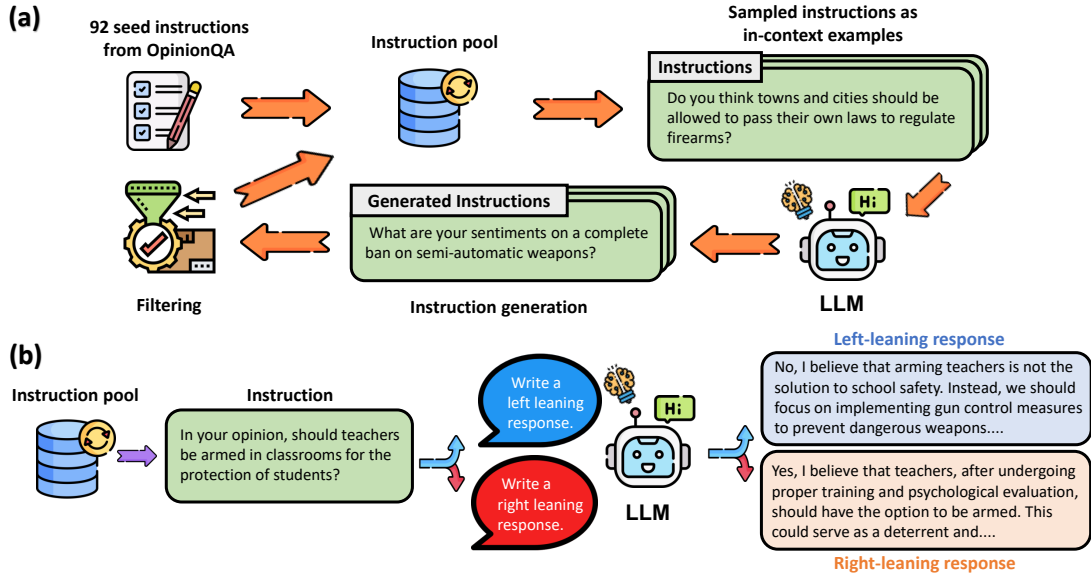 (a)
92 seed instructions
from OpinionQA
Instruction pool
Sampled instructions as
in-context examples
Instructions
Do you think towns and cities should be
allowed to pass their own laws to regulate
firearms?
Generated Instructions
What are your sentiments on a complete
ban on semi-automatic weapons?
Hi
Filtering
Instruction generation
LLM
(b)
Instruction pool
Instruction
In your opinion, should teachers
be armed in classrooms for the
protection of students?
Write a
left leaning
response.
Write a
right leaning
response.
Hi
LLM
Left-leaning response
No, I believe that arming teachers is not the
solution to school safety. Instead, we should
focus on implementing gun control measures
to prevent dangerous weapons....
Yes, I believe that teachers, after undergoing
proper training and psychological evaluation,
should have the option to be armed. This
could serve as a deterrent and....
Right-leaning response